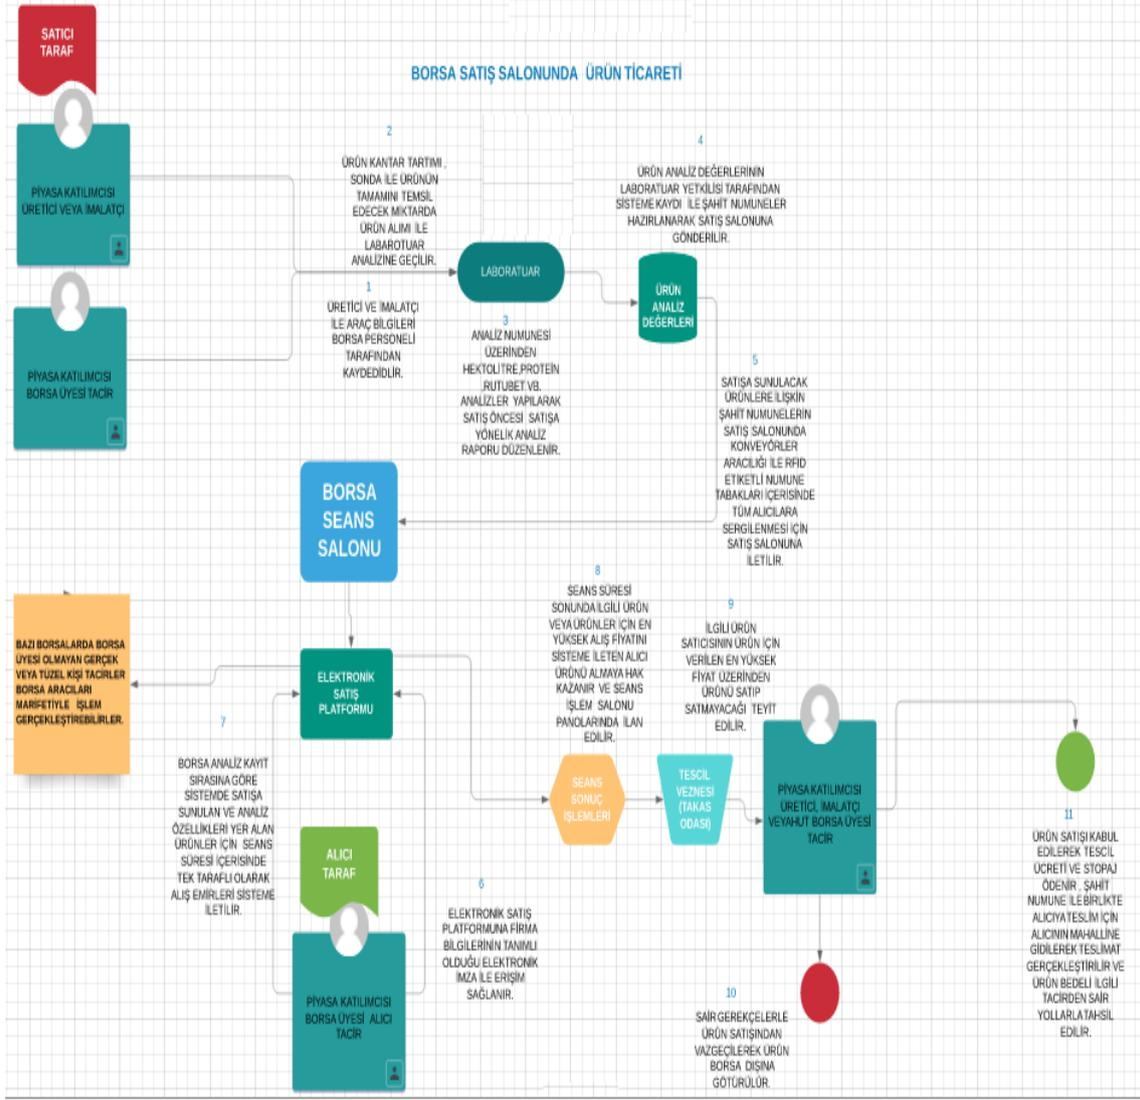 SATICI
TARAF
BORSA SATIŞ SALONUNDA ÜRÜN TİCARETİ
PİYASA KATILIMCISI
ÜRETİCİ VEYA İMALATÇI
PİYASA KATILIMCISI
BORSA ÜYESİ TACİR
2
ÜRÜN KANTAR TARTIMI ,
SONDA İLE ÜRÜNÜN
TAMAMINI TEMSİL
EDECEK MİKTARDA
ÜRÜN ALIMI İLE
LABAROTUAR
ANALİZİNE GEÇİLİR.
1
ÜRETİCİ VE İMALATÇI
İLE ARAÇ BİLGİLERİ
BORSA PERSONELİ
TARAFINDAN
KAYDEDİDLİR.
LABORATUAR
3
ANALİZ NUMUNESİ
ÜZERİNDEN
HEKTOLİTRE,PROTEİN
,RUTUBET VB.
ANALİZLER YAPILARAK
SATIŞ ÖNCESİ SATIŞA
YÖNELİK ANALİZ
RAPORU DÜZENLENİR.
4
ÜRÜN ANALİZ DEĞERLERİNİN
LABORATUAR YETKİLİSİ TARAFINDAN
SİSTEME KAYDI İLE ŞAHİT NUMUNELER
HAZIRLANARAK SATIŞ SALONUNA
GÖNDERİLİR.
ÜRÜN
ANALİZ
DEĞERLERİ
5
SATIŞA SUNULACAK
ÜRÜNLERE İLİŞKİN
ŞAHİT NUMUNELERİN
SATIŞ SALONUNDA
KONVEYÖRLER
ARACILIĞI İLE RFID
ETİKETLİ NUMUNE
TABAKLARI İÇERİSİNDE
TÜM ALICILARA
SERGİLENMESİ İÇİN
SATIŞ SALONUNA
İLETİLİR.
BORSA
SEANS
SALONU
BAZI BORSALARDA BORSA
ÜYESİ OLMAYAN GERÇEK
VEYA TÜZEL KİŞİ TACİRLER
BORSA ARACILARI
MARİFETİYLE İŞLEM
GERÇEKLEŞTİREBİLİRLER.
ELEKTRONİK
SATIŞ
PLATFORMU
7
BORSA ANALİZ KAYIT
SIRASINA GÖRE
SİSTEMDE SATIŞA
SUNULAN VE ANALİZ
ÖZELLİKLERİ YER ALAN
ÜRÜNLER İÇİN SEANS
SÜRESİ İÇERİSİNDE
TEK TARAFLI OLARAK
ALIŞ EMİRLERİ SİSTEME
İLETİLİR.
ALICI
TARAF
PİYASA KATILIMCISI
BORSA ÜYESİ ALICI
TACİR
6
ELEKTRONİK SATIŞ
PLATFORMUNA FİRMA
BİLGİLERİNİN TANIMLI
OLDUĞU ELEKTRONİK
İMZA İLE ERİŞİM
SAĞLANIR.
8
SEANS SÜRESİ
SONUNDA İLGİLİ ÜRÜN
VEYA ÜRÜNLER İÇİN EN
YÜKSEK ALIŞ FİYATINI
SİSTEME İLETEN ALICI
ÜRÜNÜ ALMAYA HAK
KAZANIR VE SEANS
İŞLEM SALONU
PANOLARINDA İLAN
EDİLİR.
SEANS
SONUÇ
İŞLEMLERİ
9
İLGİLİ ÜRÜN
SATICISININ ÜRÜN İÇİN
VERİLEN EN YÜKSEK
FİYAT ÜZERİNDEN
ÜRÜNÜ SATIP
SATMAYACAĞI TEYİT
EDİLİR.
TESCİL
VEZNESİ
(TAKAS
ODASI)
PİYASA KATILIMCISI
ÜRETİCİ, İMALATÇI
VEYAHUT BORSA ÜYESİ
TACİR
10
SAİR GEREKÇELERLE
ÜRÜN SATIŞINDAN
VAZGEÇİLEREK ÜRÜN
BORSA DIŞINA
GÖTÜRÜLÜR.
11
ÜRÜN SATIŞI KABUL
EDİLEREK TESCİL
ÜCRETİ VE STOPAJ
ÖDENİR , ŞAHİT
NUMUNE İLE BİRLİKTE
ALICIYA TESLİM İÇİN
ALICININ MAHALLİNE
GİDİLEREK TESLİMAT
GERÇEKLEŞTİRİLİR VE
ÜRÜN BEDELİ İLGİLİ
TACİRDEN SAİR
YOLLARLA TAHSİL
EDİLİR.